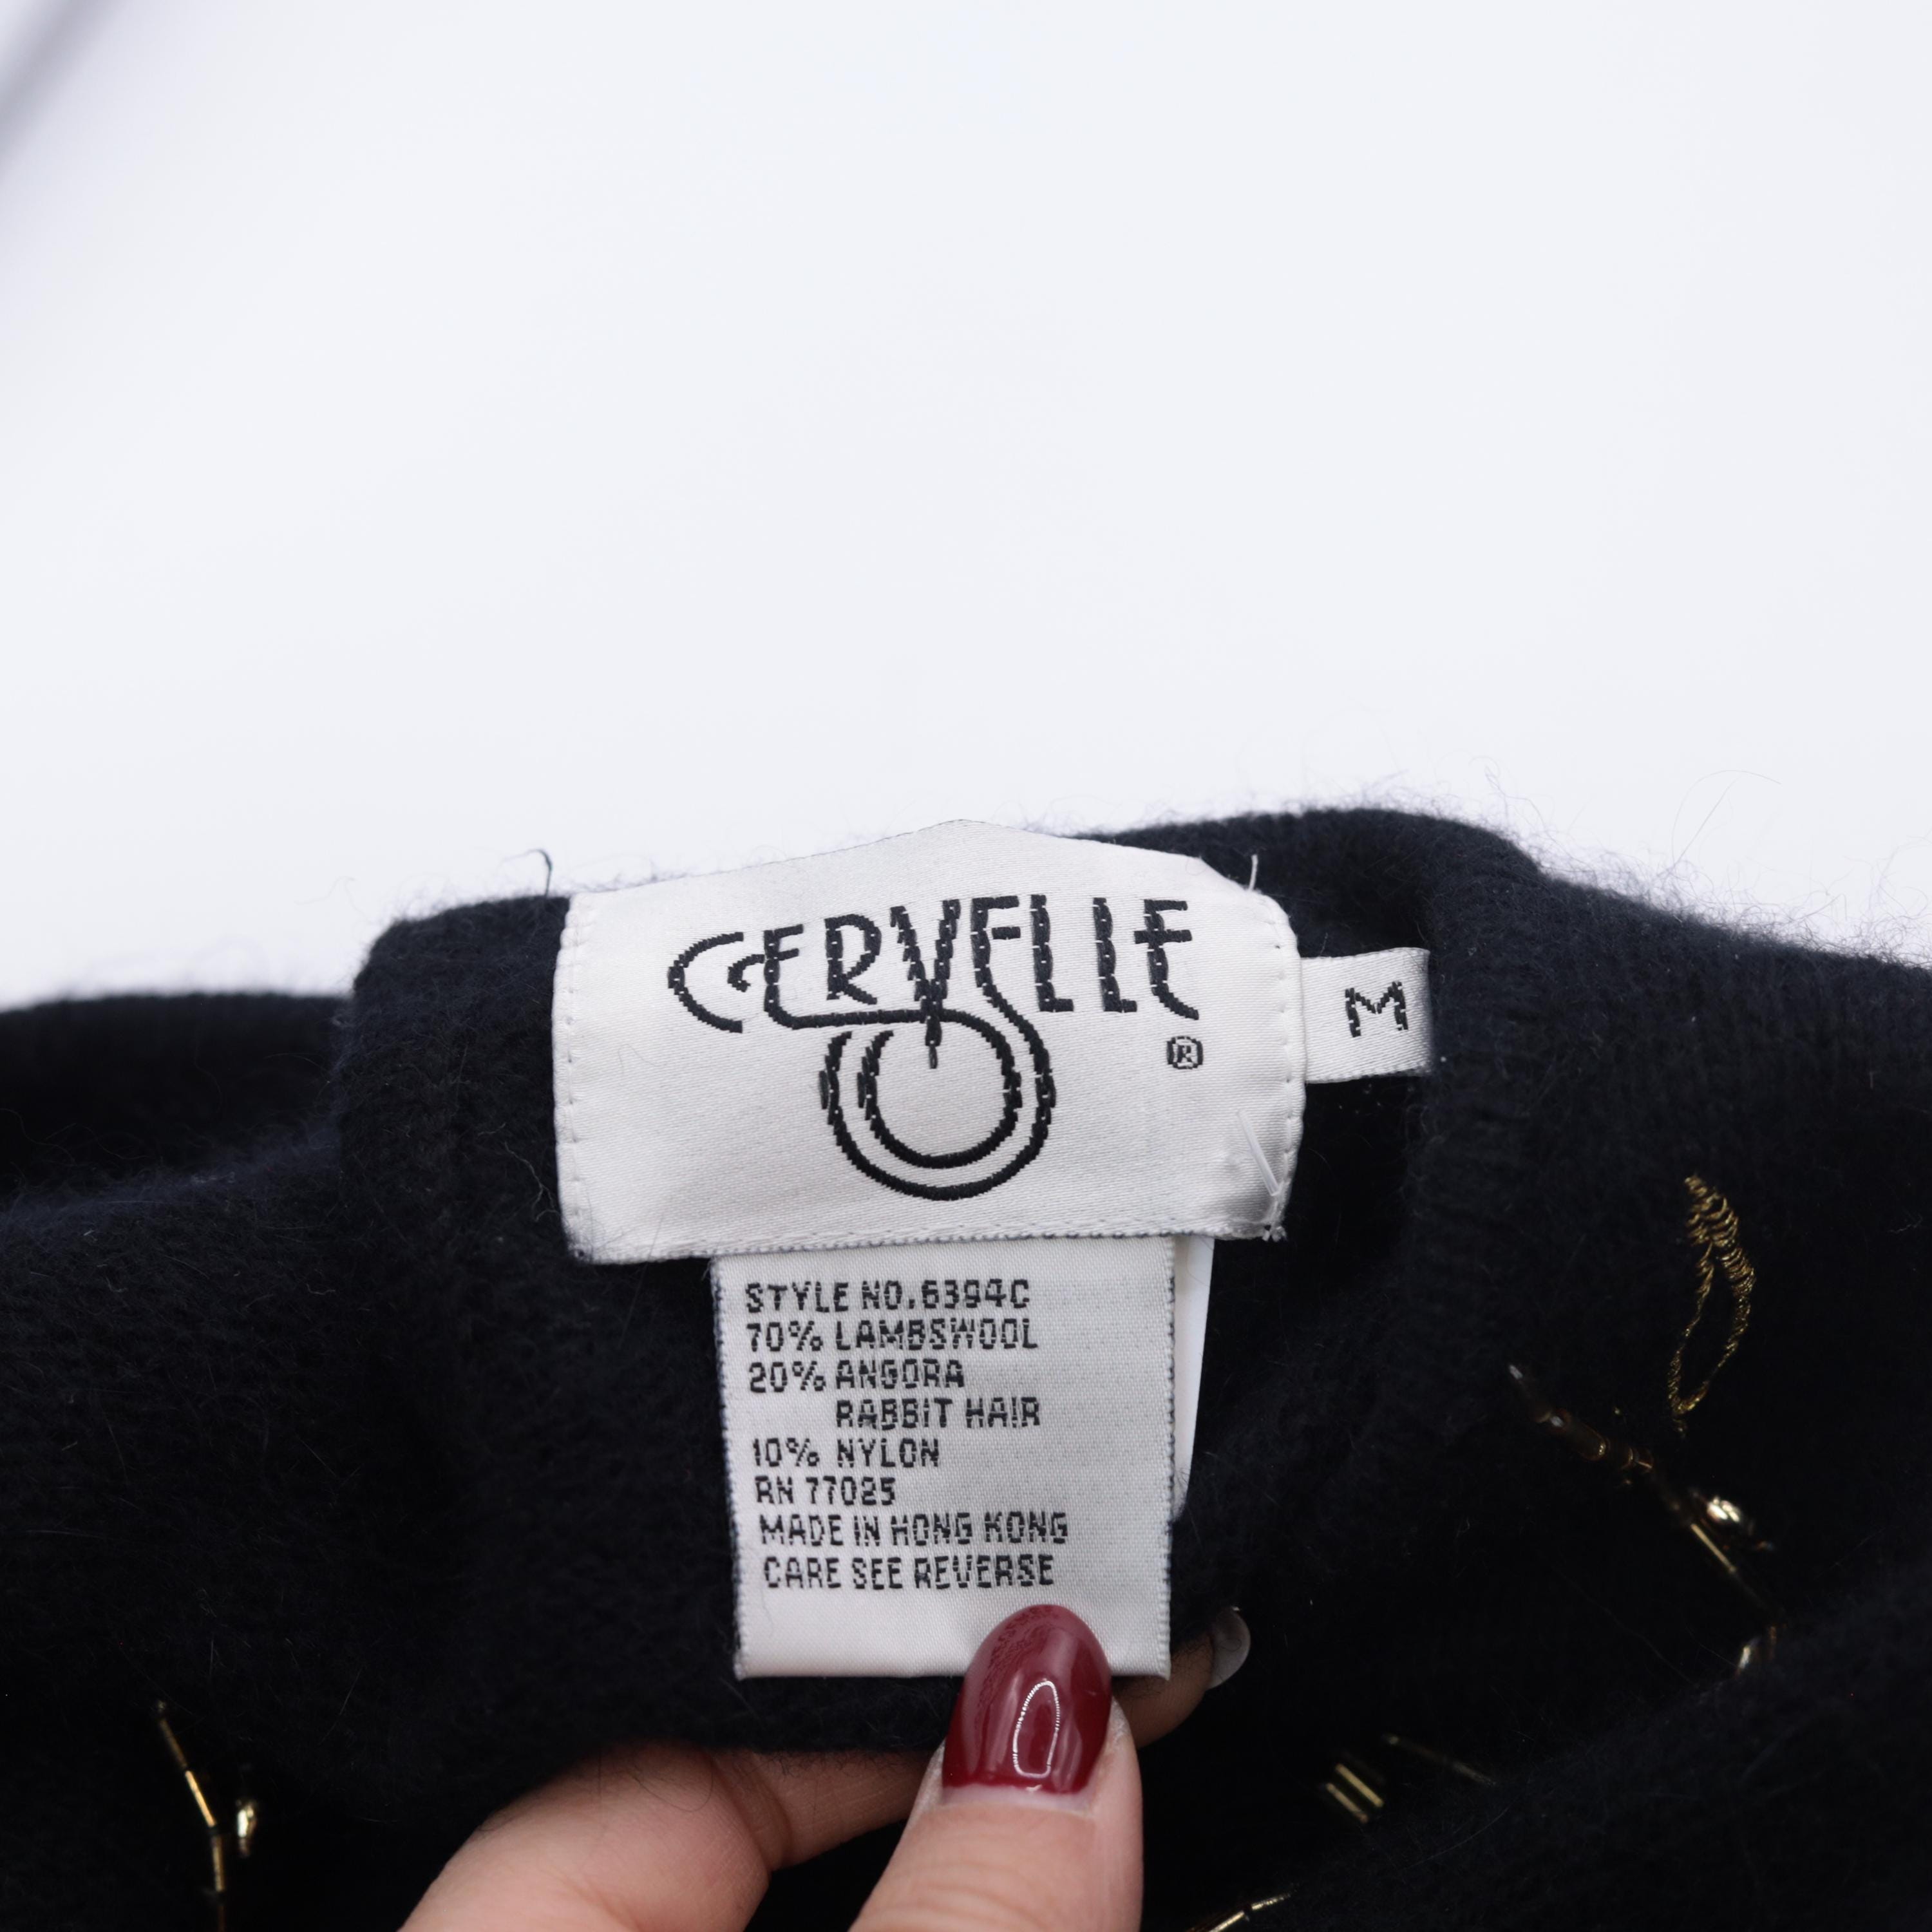 CERVELLE
®
M
STYLE NO.6394C
70% LAMBSWOOL
20% ANGORA
RABBIT HAIR
10% NYLON
RN 77025
MADE IN HONG KONG
CARE SEE REVERSE